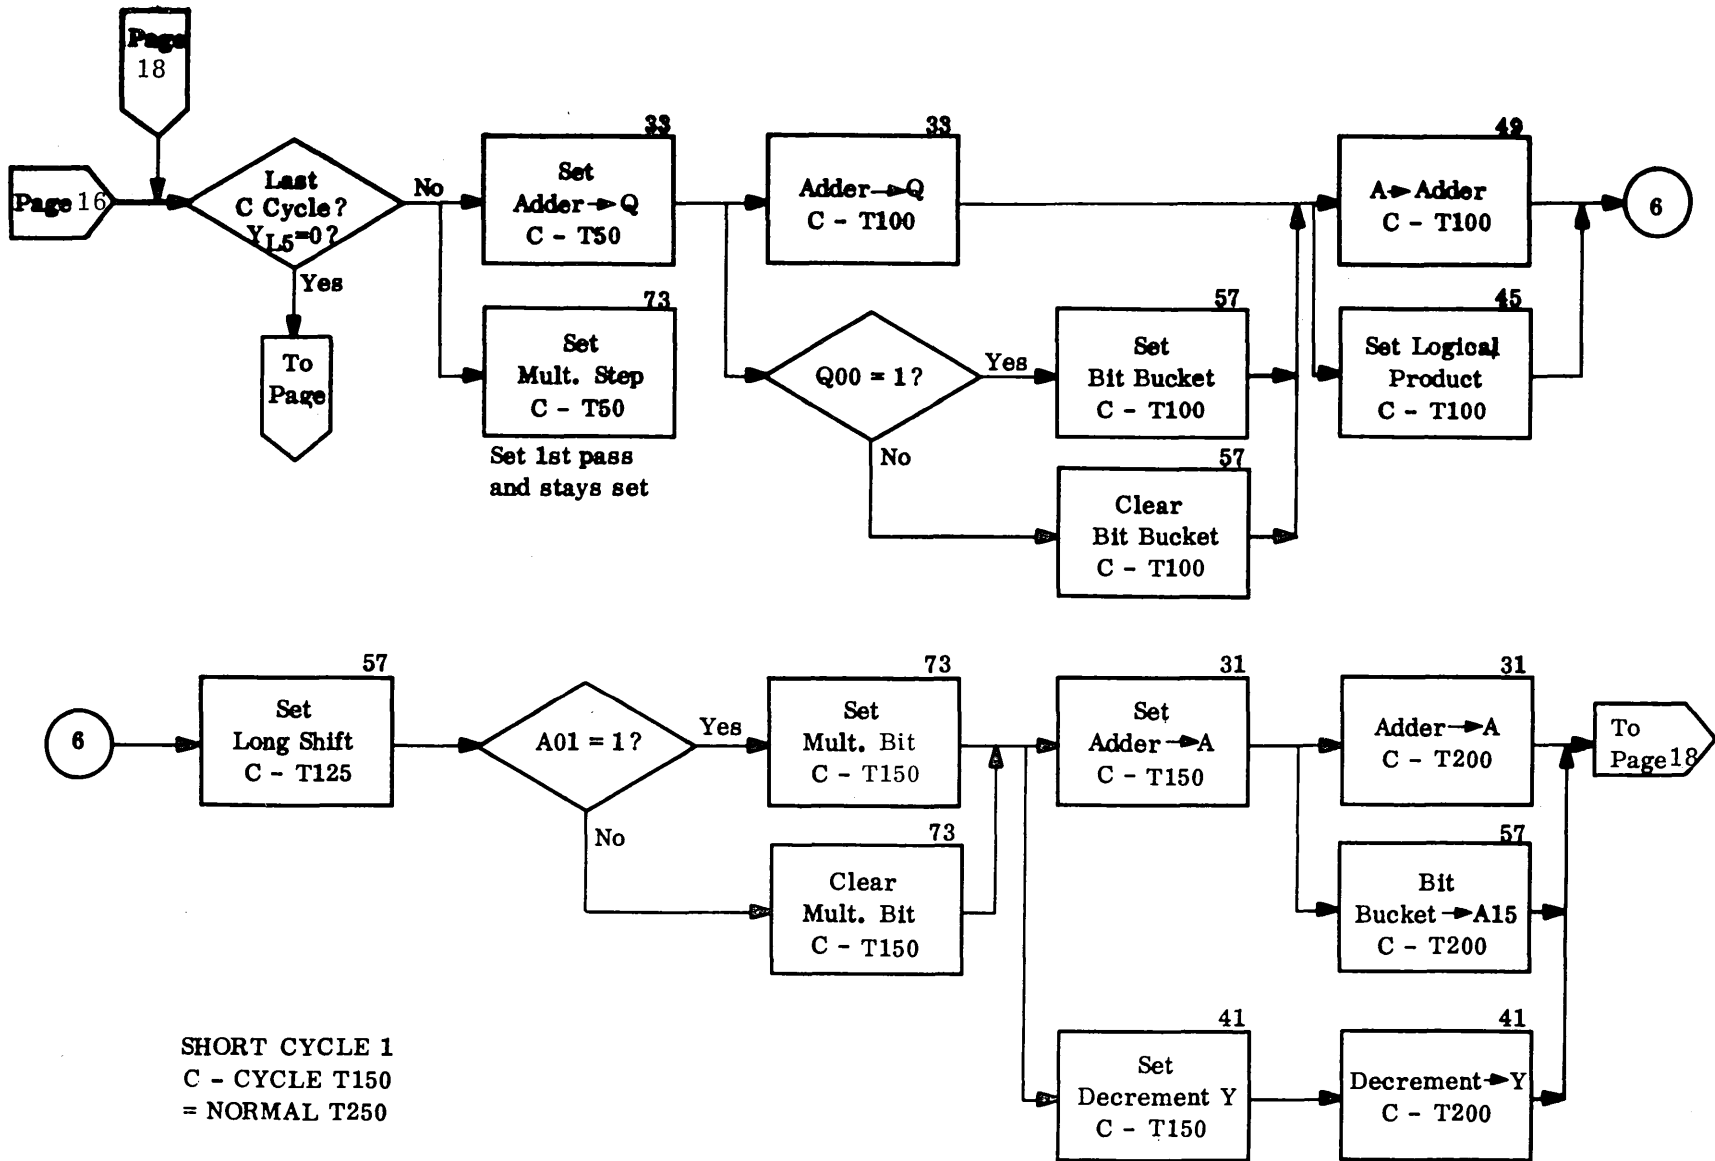 Page
18
Page 16
Last
C Cycle?
Y_L5=0?
No
Yes
To
Page
33
Set
Adder → Q
C - T50
73
Set
Mult. Step
C - T50
Set 1st pass
and stays set
33
Adder → Q
C - T100
Q00 = 1?
Yes
No
57
Set
Bit Bucket
C - T100
57
Clear
Bit Bucket
C - T100
49
A → Adder
C - T100
45
Set Logical
Product
C - T100
6
6
57
Set
Long Shift
C - T125
A01 = 1?
Yes
No
73
Set
Mult. Bit
C - T150
73
Clear
Mult. Bit
C - T150
31
Set
Adder → A
C - T150
31
Adder → A
C - T200
57
Bit
Bucket → A15
C - T200
41
Set
Decrement Y
C - T150
41
Decrement → Y
C - T200
To
Page 18
SHORT CYCLE 1
C - CYCLE T150
= NORMAL T250